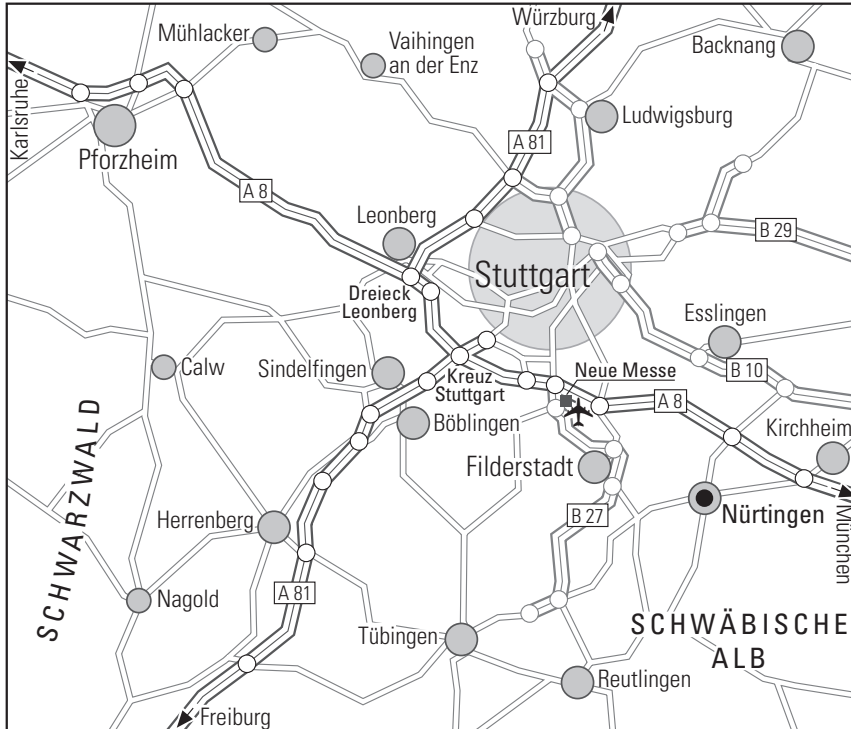 Würzburg
Mühlacker
Vaihingen
an der Enz
Backnang
Karlsruhe
Ludwigsburg
Pforzheim
A 81
A 8
Leonberg
B 29
Stuttgart
Dreieck
Leonberg
Esslingen
Calw
Sindelfingen
Neue Messe
B 10
Kreuz
Stuttgart
A 8
Böblingen
Kirchheim
Filderstadt
SCHWARZWALD
Herrenberg
B 27
Nürtingen
München
Nagold
A 81
Tübingen
SCHWÄBISCHE
ALB
Reutlingen
Freiburg